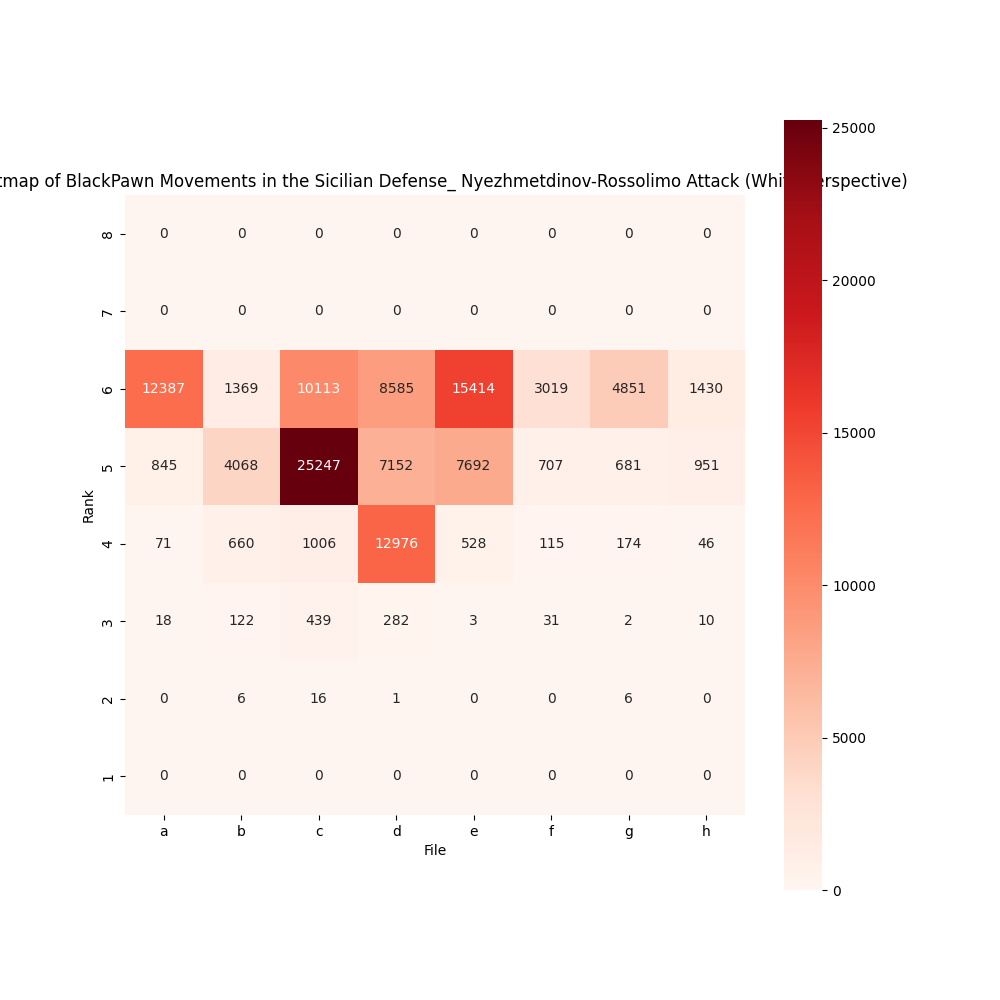 25000
tmap of BlackPawn Movements in the Sicilian Defense_ Nyezhmetdinov-Rossolimo Attack (Whi erspective)
8 0 0 0 0 0 0 0 0
20000
7 0 0 0 0 0 0 0 0
6 12387 1369 10113 8585 15414 3019 4851 1430
15000
5 845 4068 25247 7152 7692 707 681 951
Rank
4 71 660 1006 12976 528 115 174 46
10000
3 18 122 439 282 3 31 2 10
2 0 6 16 1 0 0 6 0
5000
1 0 0 0 0 0 0 0 0
a b c d e f g h
File
0